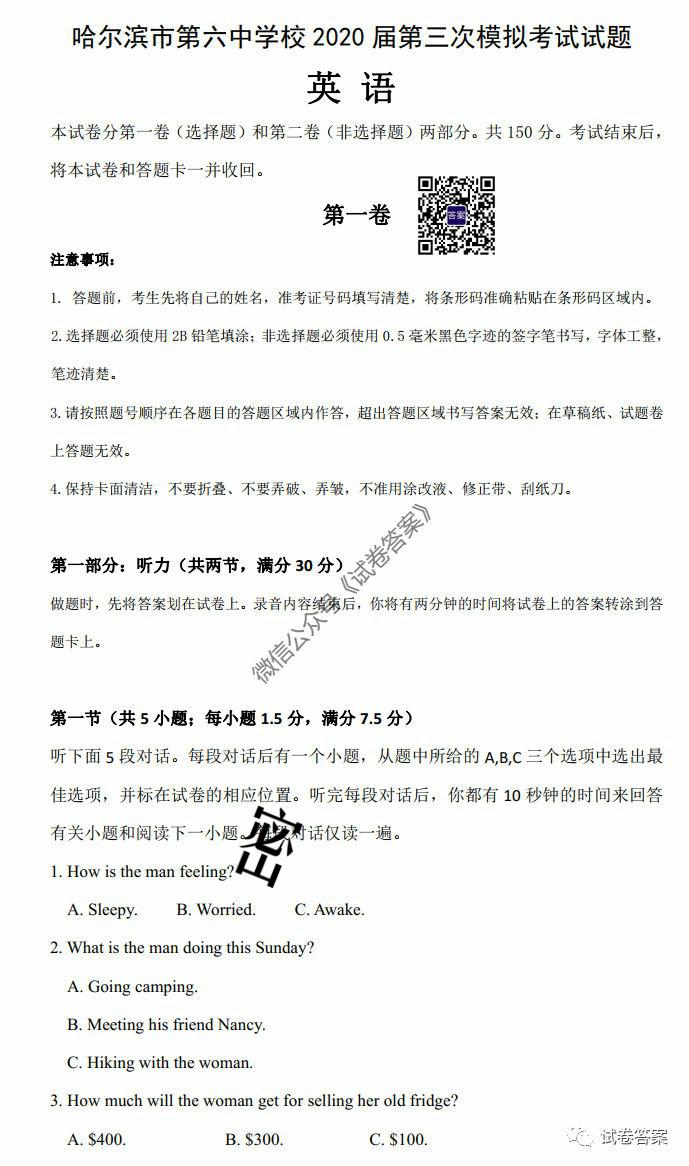 哈尔滨市第六中学校 2020 届第三次模拟考试试题
英 语
本试卷分第一卷（选择题）和第二卷（非选择题）两部分。共 150 分。考试结束后，
将本试卷和答题卡一并收回。
第一卷
答案
注意事项：
1. 答题前，考生先将自己的姓名，准考证号码填写清楚，将条形码准确粘贴在条形码区域内。
2.选择题必须使用 2B 铅笔填涂；非选择题必须使用 0.5 毫米黑色字迹的签字笔书写，字体工整，
笔迹清楚。
3.请按照题号顺序在各题目的答题区域内作答，超出答题区域书写答案无效；在草稿纸、试题卷
上答题无效。
4.保持卡面清洁，不要折叠、不要弄破、弄皱，不准用涂改液、修正带、刮纸刀。
微信公众号《试卷答案》
第一部分：听力（共两节，满分 30 分）
做题时，先将答案划在试卷上。录音内容结束后，你将有两分钟的时间将试卷上的答案转涂到答
题卡上。
第一节（共 5 小题；每小题 1.5 分，满分 7.5 分）
听下面 5 段对话。每段对话后有一个小题，从题中所给的 A,B,C 三个选项中选出最
佳选项，并标在试卷的相应位置。听完每段对话后，你都有 10 秒钟的时间来回答
有关小题和阅读下一小题。每段对话仅读一遍。
密
1. How is the man feeling?
A. Sleepy. B. Worried. C. Awake.
2. What is the man doing this Sunday?
A. Going camping.
B. Meeting his friend Nancy.
C. Hiking with the woman.
3. How much will the woman get for selling her old fridge?
A. $400. B. $300. C. $100.
试卷答案